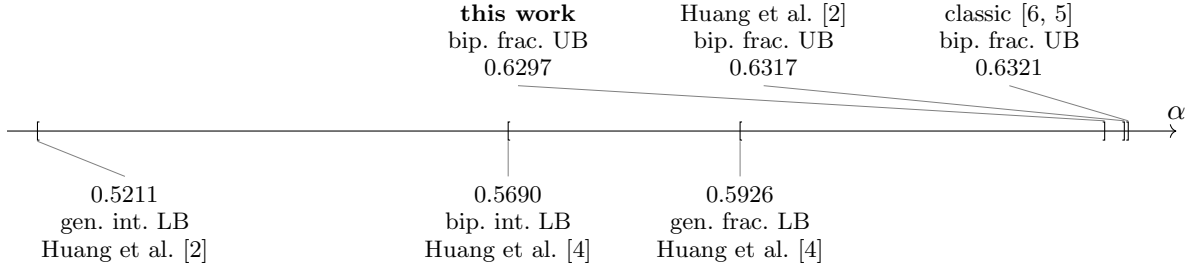 this work
bip. frac. UB
0.6297
Huang et al. [2]
bip. frac. UB
0.6317
classic [6, 5]
bip. frac. UB
0.6321
α
0.5211
gen. int. LB
Huang et al. [2]
0.5690
bip. int. LB
Huang et al. [4]
0.5926
gen. frac. LB
Huang et al. [4]